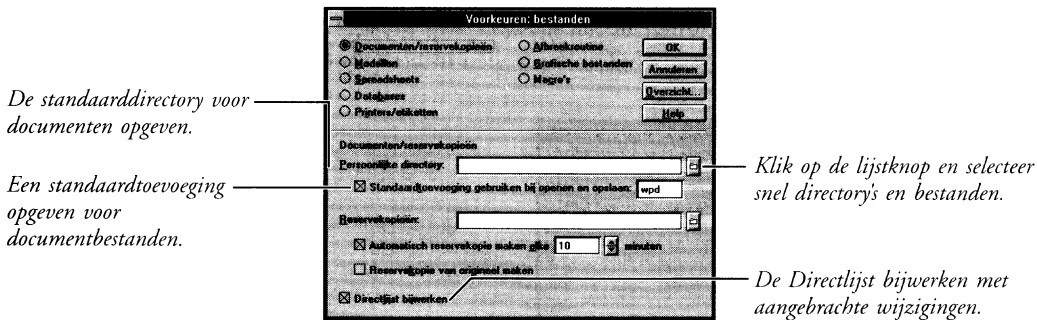 Voorkeuren: bestanden
Documenten/reservekopieën
Afbreekroutine
OK
Modellen
Grafische bestanden
Annuleren
Spreadsheets
Macro's
Overzicht...
Databases
Printers/etiketten
Help
De standaarddirectory voor
documenten opgeven.
Documenten/reservekopieën
Persoonlijke directory:
Klik op de lijstknop en selecteer
snel directory's en bestanden.
Een standaardtoevoeging
opgeven voor
documentbestanden.
Standaardtoevoeging gebruiken bij openen en opslaan: wpd
Reservekopieën:
Automatisch reservekopie maken elke 10 minuten
Reservekopie van origineel maken
Directlijst bijwerken
De Directlijst bijwerken met
aangebrachte wijzigingen.